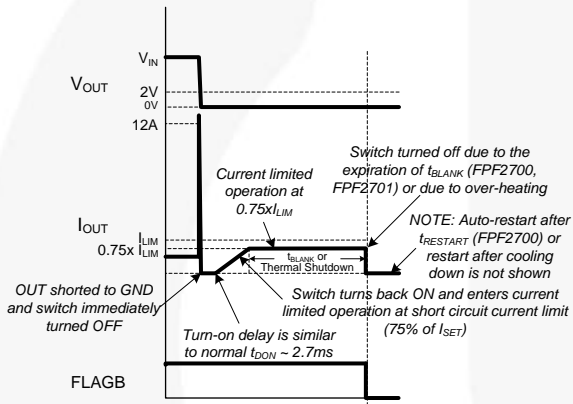 VIN
VOUT
2V
0V
12A
Switch turned off due to the
expiration of tBLANK (FPF2700,
FPF2701) or due to over-heating
Current limited
operation at
0.75xILIM
IOUT
ILIM
0.75x ILIM
NOTE: Auto-restart after
tRESTART (FPF2700) or
restart after cooling
down is not shown
tBLANK or
Thermal Shutdown
OUT shorted to GND
and switch immediately
turned OFF
Switch turns back ON and enters current
limited operation at short circuit current limit
(75% of ISET)
Turn-on delay is similar
to normal tDON ~ 2.7ms
FLAGB